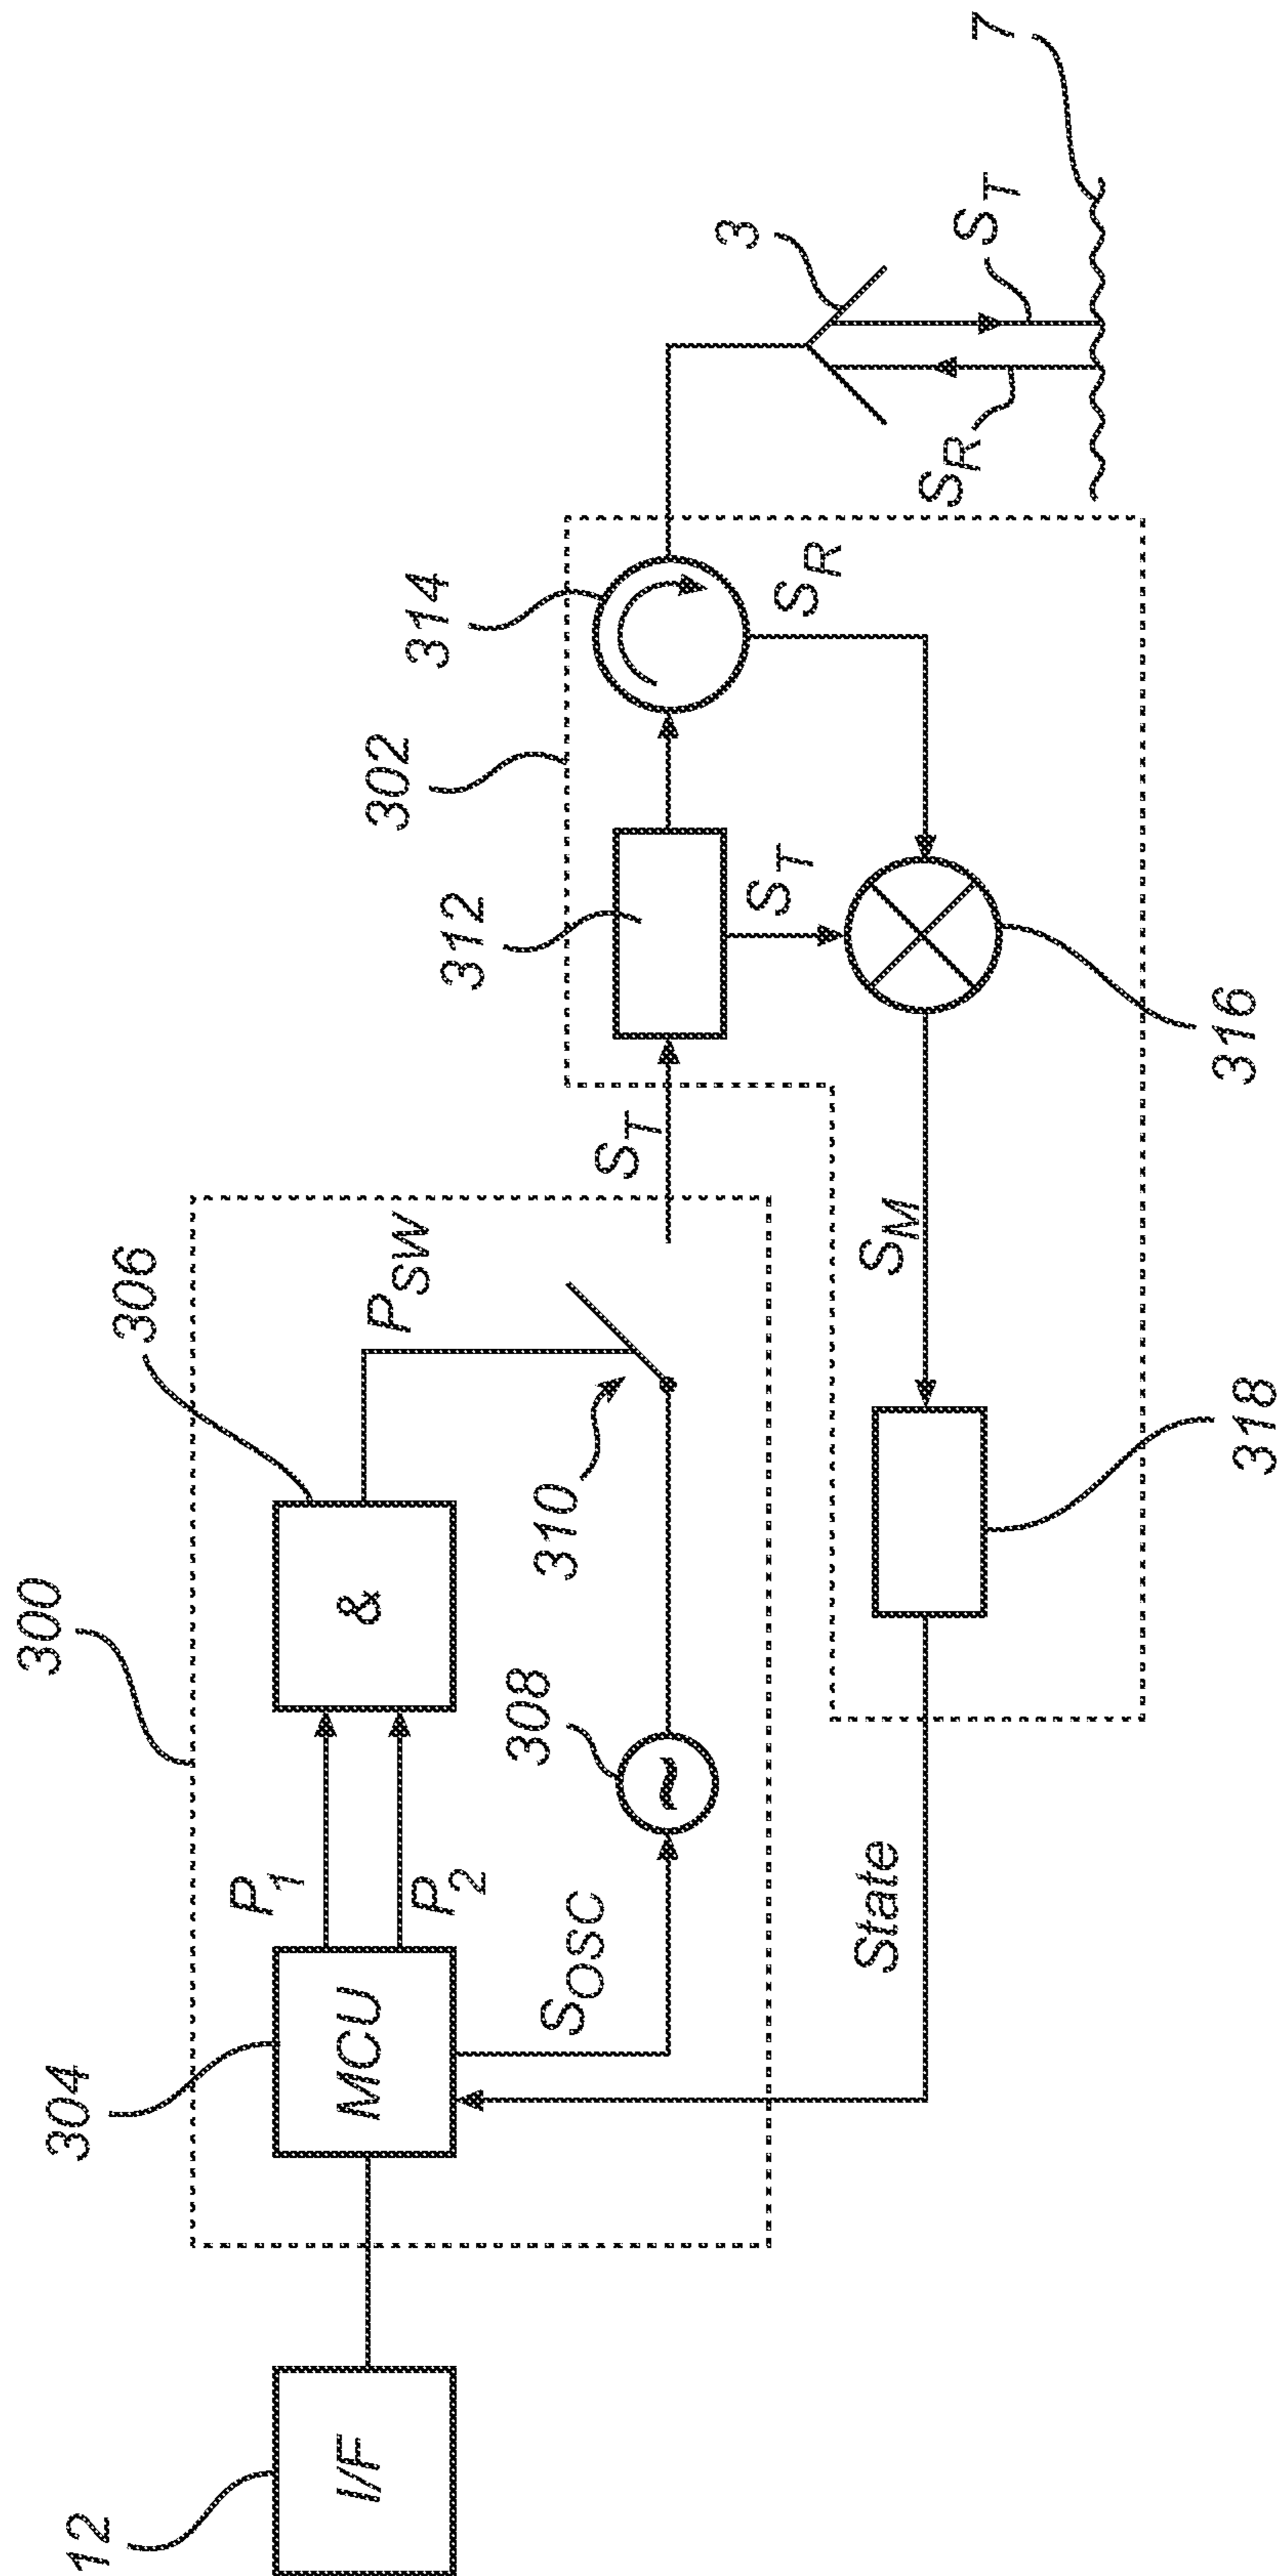 300
304
306
P1
P2
PSW
&
MCU
12
I/F
308
310
SOSC
ST
302
314
312
3
7
ST
SR
SR
ST
SM
State
316
318